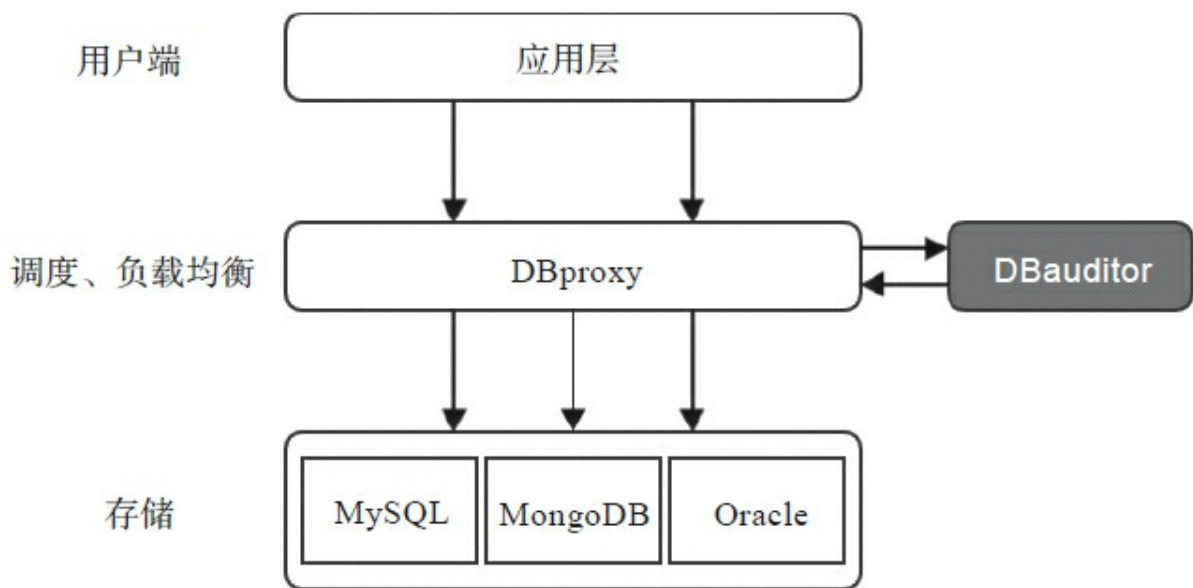 用户端
应用层
调度、负载均衡
DBproxy
DBauditor
存储
MySQL
MongoDB
Oracle